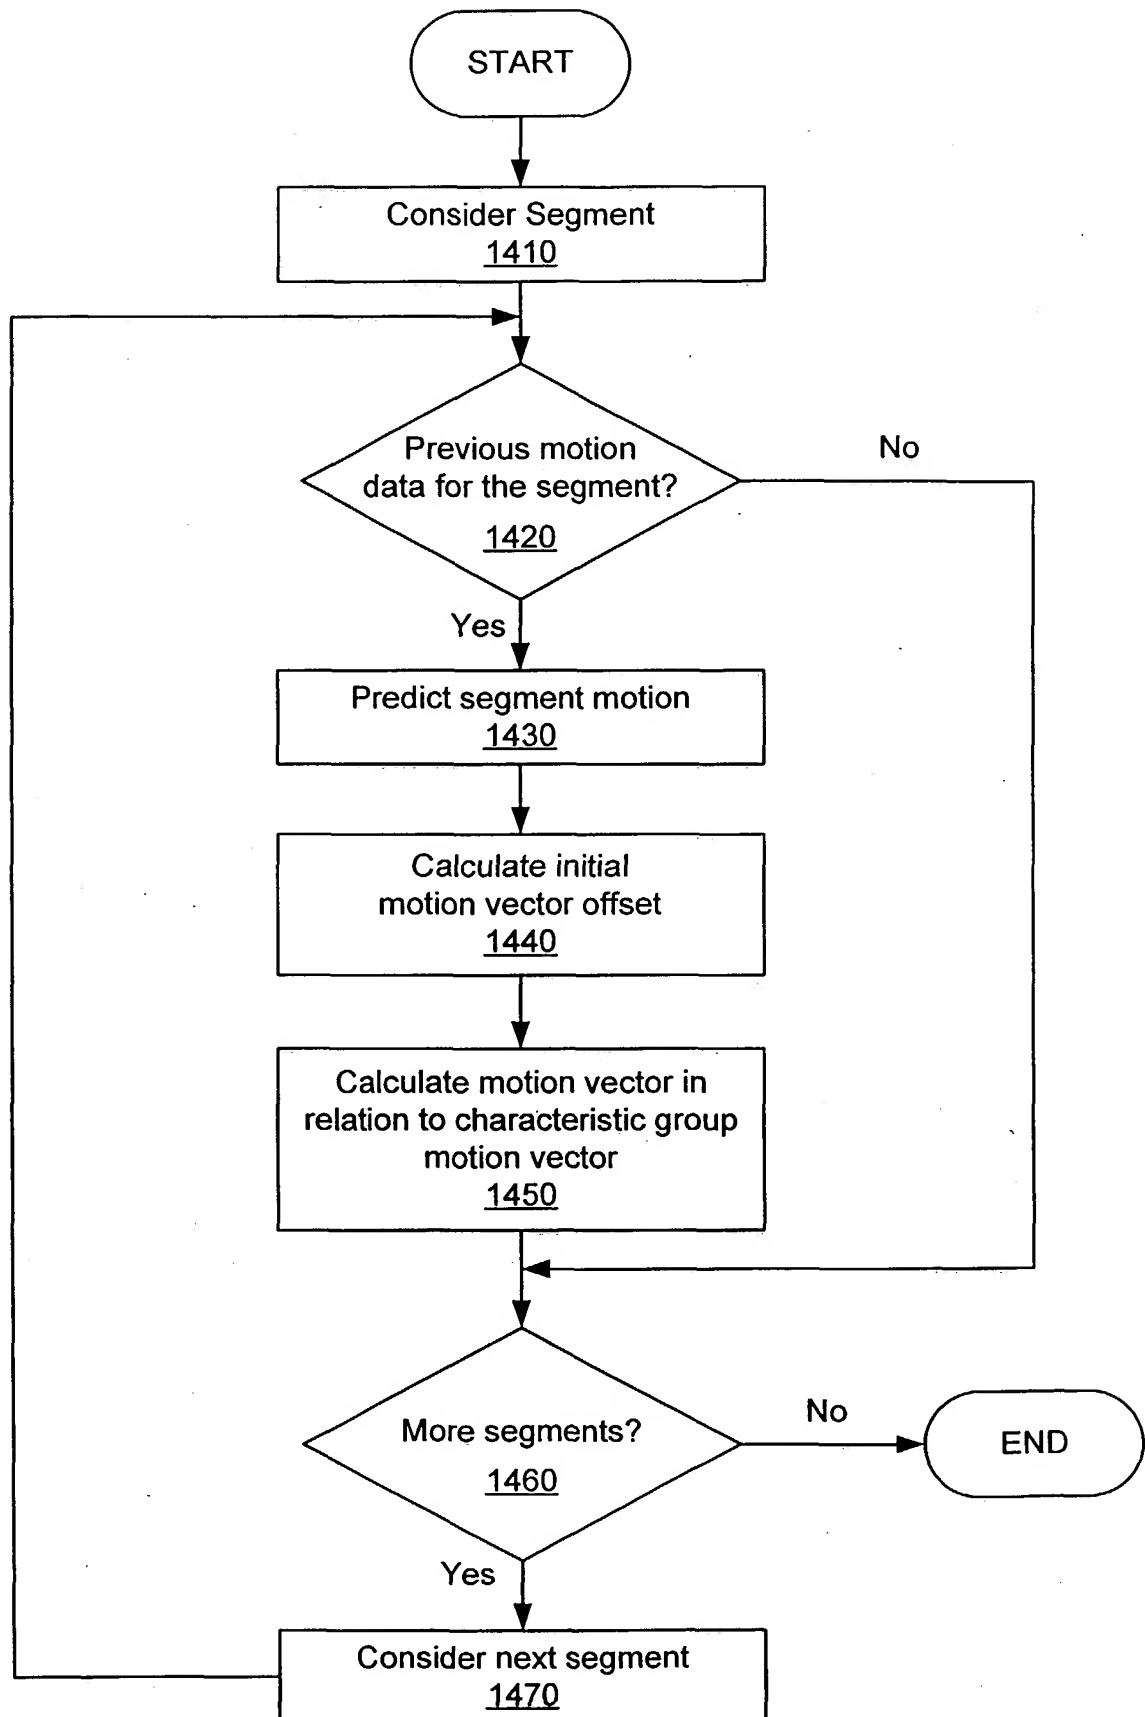 START
Consider Segment
1410
Previous motion
data for the segment?
1420
No
Yes
Predict segment motion
1430
Calculate initial
motion vector offset
1440
Calculate motion vector in
relation to characteristic group
motion vector
1450
More segments?
1460
No
END
Yes
Consider next segment
1470